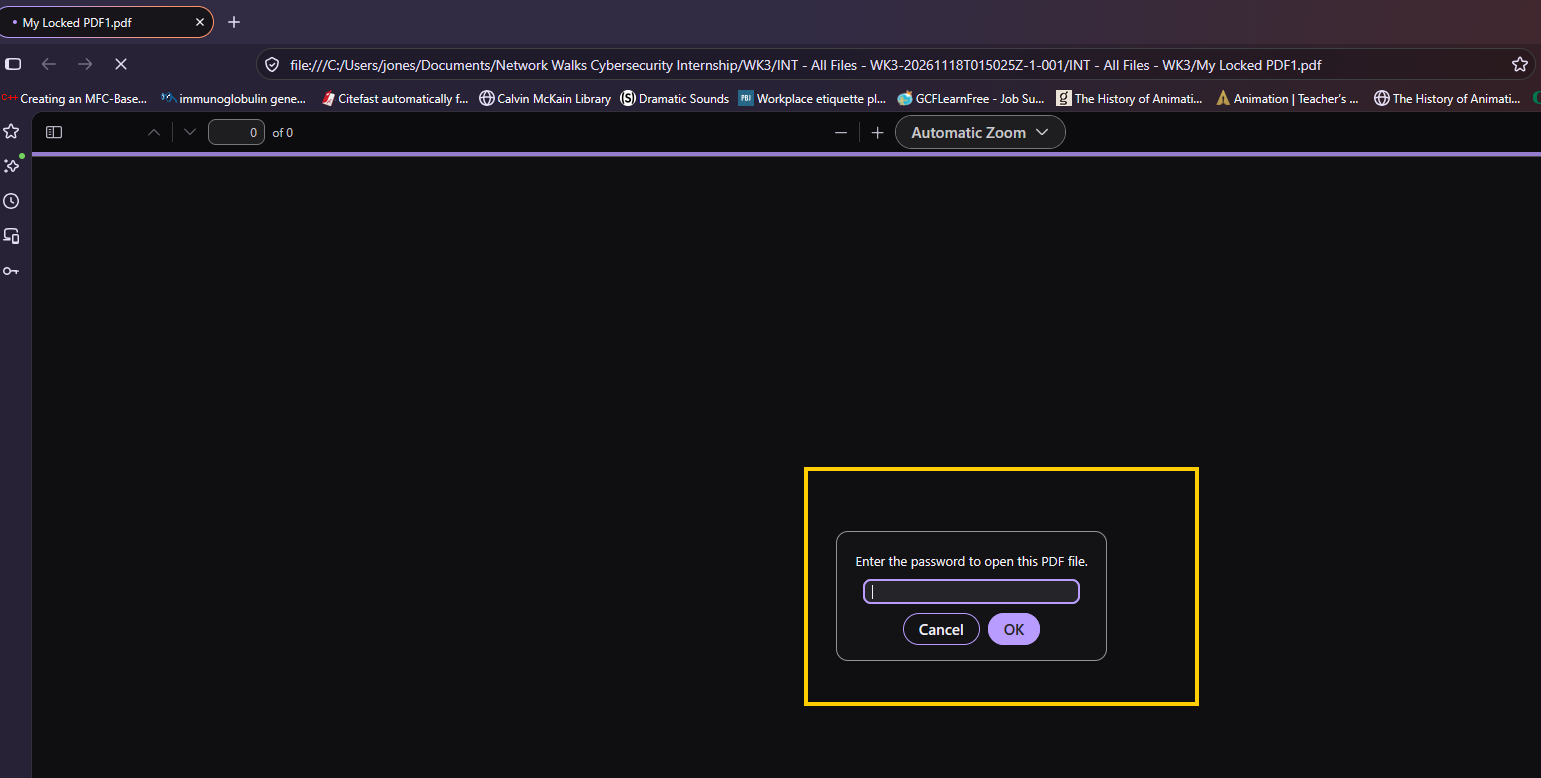 My Locked PDF1.pdf
file:///C:/Users/jones/Documents/Network Walks Cybersecurity Internship/WK3/INT - All Files - WK3-20261118T015025Z-1-001/INT - All Files - WK3/My Locked PDF1.pdf
C++ Creating an MFC-Base... immunoglobulin gene... Citefast automatically f... Calvin McKain Library S Dramatic Sounds PBJ Workplace etiquette pl... GCFLearnFree - Job Su... g The History of Animati... Animation | Teacher's ... The History of Animati...
0 of 0 Automatic Zoom
Enter the password to open this PDF file.
Cancel OK